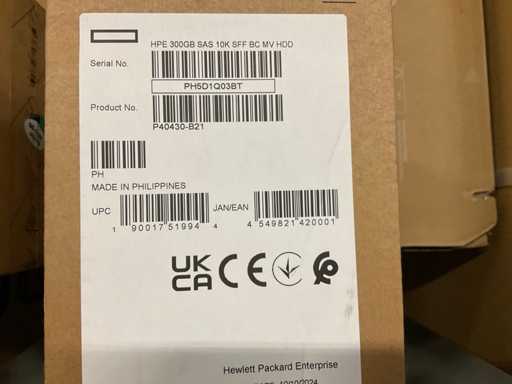 HPE 300GB SAS 10K SFF BC MV HDD
Serial No.
PH5D1Q03BT
Product No.
P40430-B21
PH
MADE IN PHILIPPINES
UPC
1 90017 51994 4
JAN/EAN
4 549821 420001
UK
CA CE
Hewlett Packard Enterprise